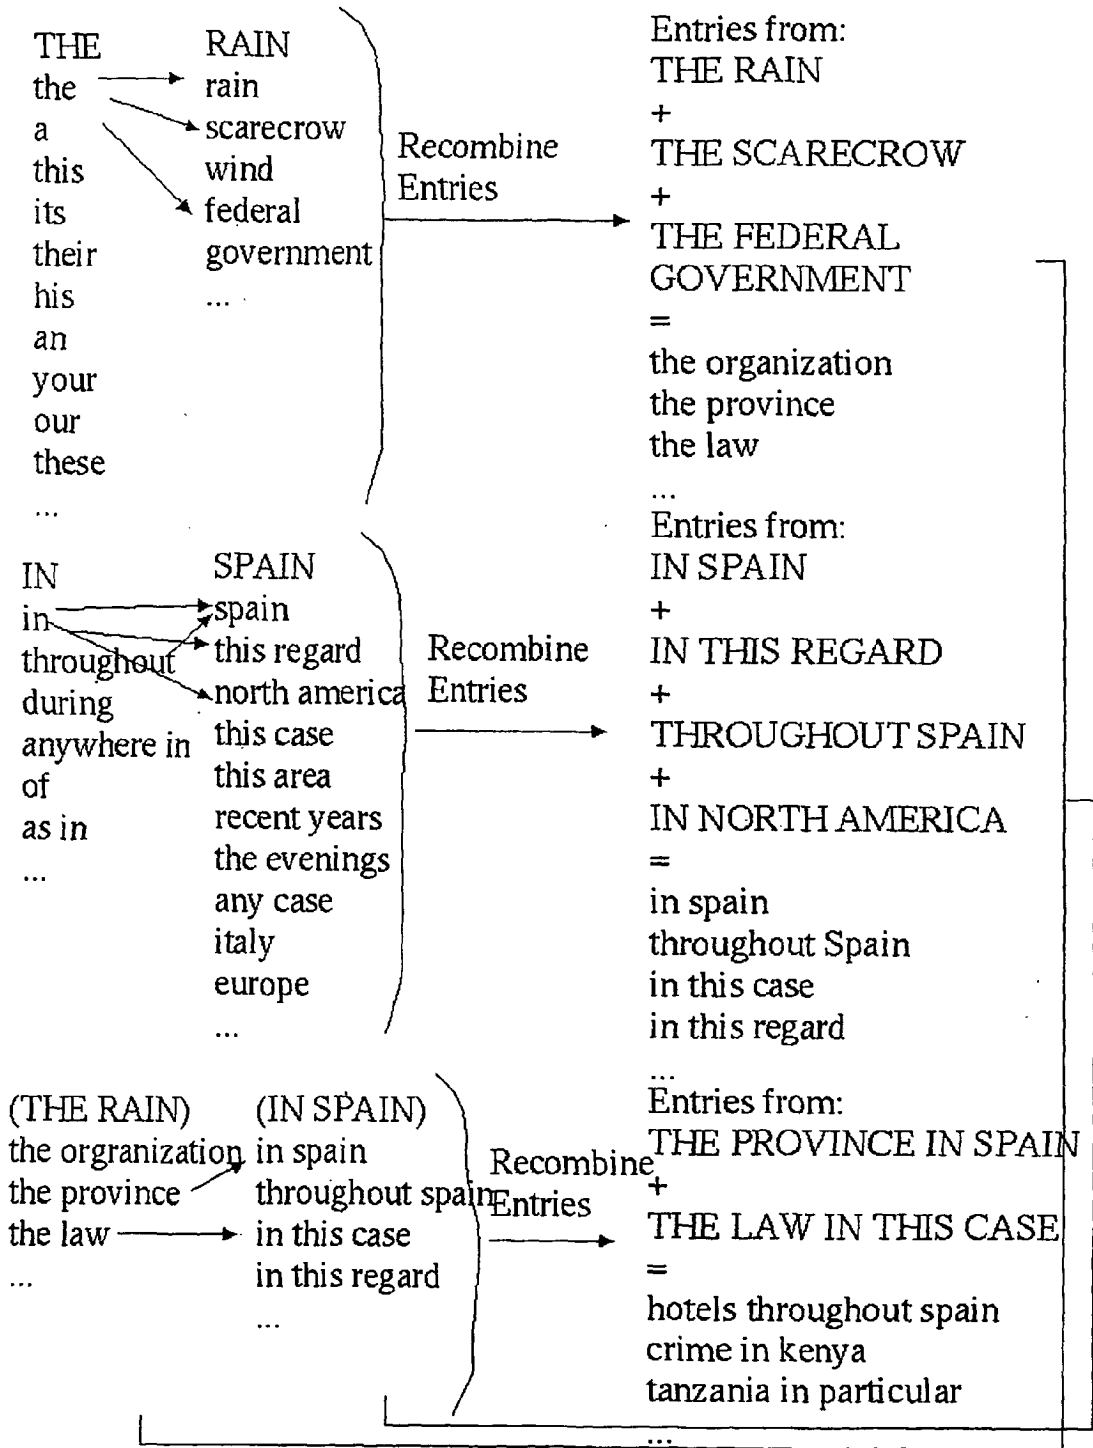 THE
the
a
this
its
their
his
an
your
our
these
...
RAIN
rain
scarecrow
wind
federal
government
...
Recombine
Entries
Entries from:
THE RAIN
+
THE SCARECROW
+
THE FEDERAL
GOVERNMENT
=
the organization
the province
the law
...
IN
in
throughout
during
anywhere in
of
as in
...
SPAIN
spain
this regard
north america
this case
this area
recent years
the evenings
any case
italy
europe
...
Recombine
Entries
Entries from:
IN SPAIN
+
IN THIS REGARD
+
THROUGHOUT SPAIN
+
IN NORTH AMERICA
=
in spain
throughout Spain
in this case
in this regard
...
(THE RAIN)
the orgranization
the province
the law
...
(IN SPAIN)
in spain
throughout spain
in this case
in this regard
...
Recombine
Entries
Entries from:
THE PROVINCE IN SPAIN
+
THE LAW IN THIS CASE
=
hotels throughout spain
crime in kenya
tanzania in particular
...